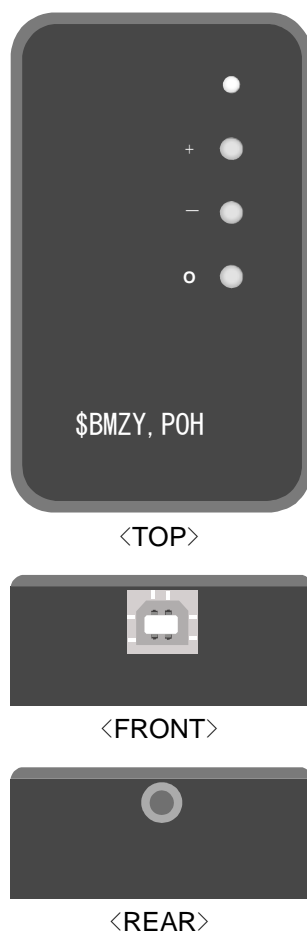 +
—
o
$BMZY, POH
<TOP>
<FRONT>
<REAR>